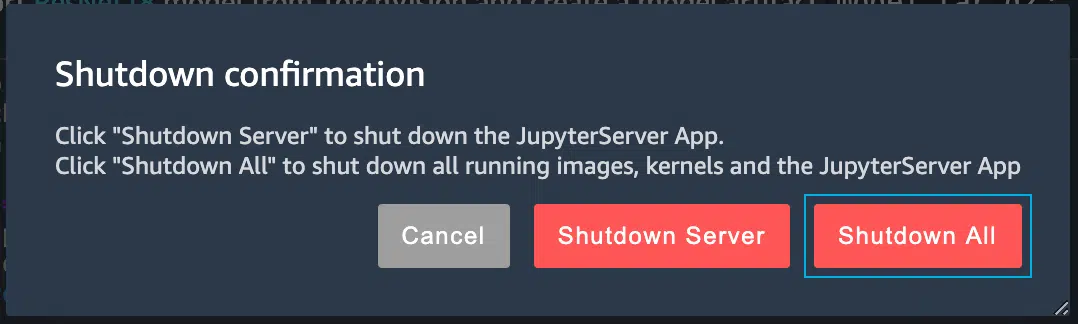 Shutdown confirmation
Click "Shutdown Server" to shut down the JupyterServer App.
Click "Shutdown All" to shut down all running images, kernels and the JupyterServer App
Cancel Shutdown Server Shutdown All